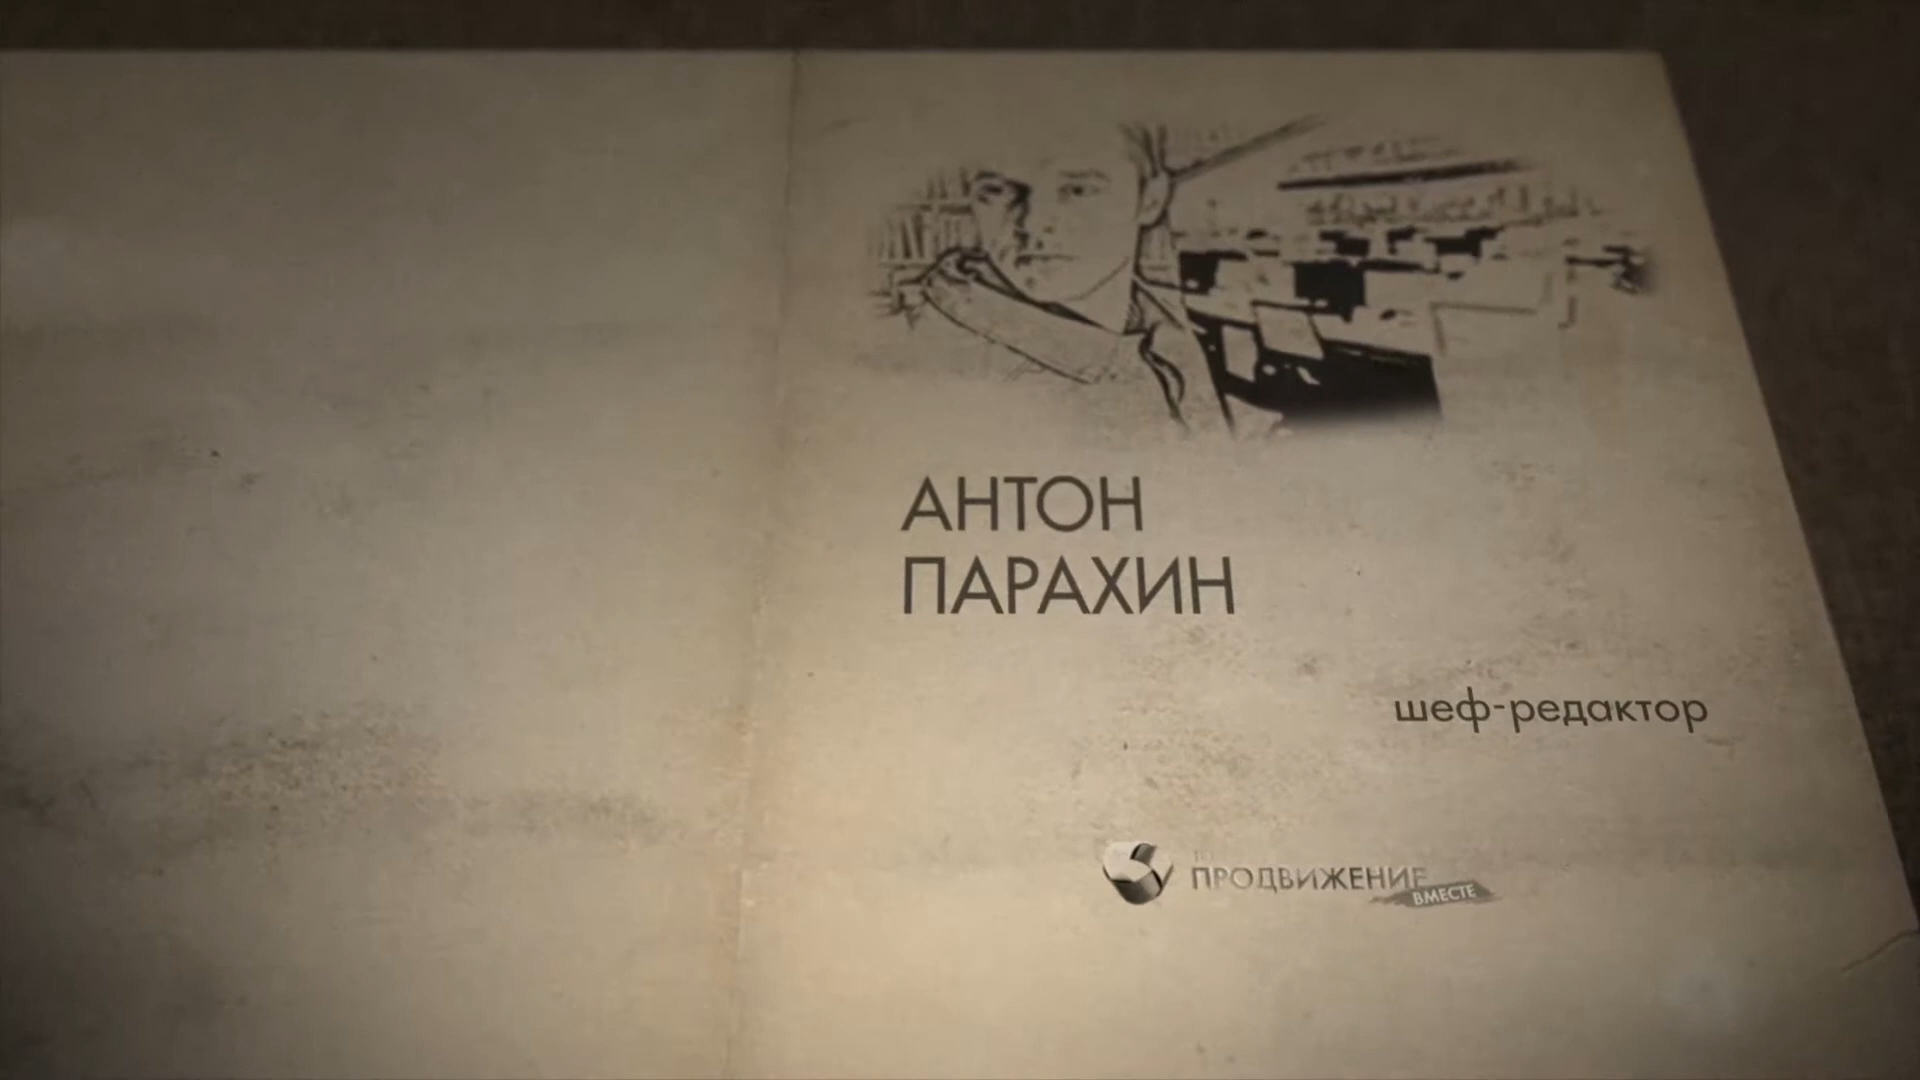 АНТОН
ПАРАХИН
шеф-редактор
ПРОДВИЖЕНИЕ
ВМЕСТЕ